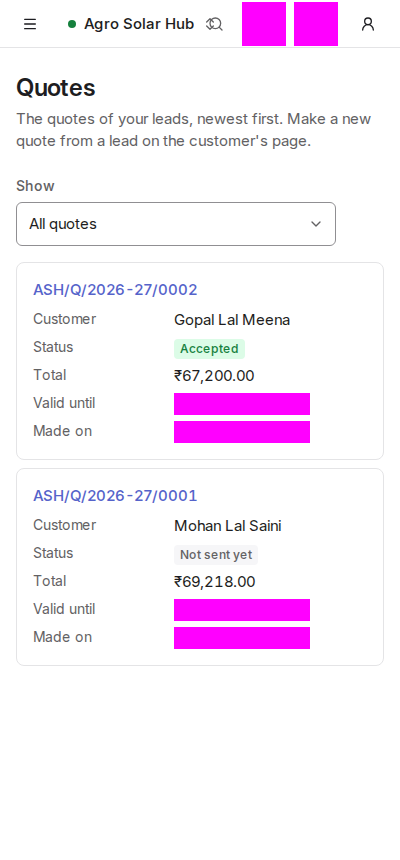 Agro Solar Hub
Quotes
The quotes of your leads, newest first. Make a new
quote from a lead on the customer's page.
Show
All quotes
ASH/Q/2026-27/0002
Customer Gopal Lal Meena
Status Accepted
Total ₹67,200.00
Valid until
Made on
ASH/Q/2026-27/0001
Customer Mohan Lal Saini
Status Not sent yet
Total ₹69,218.00
Valid until
Made on